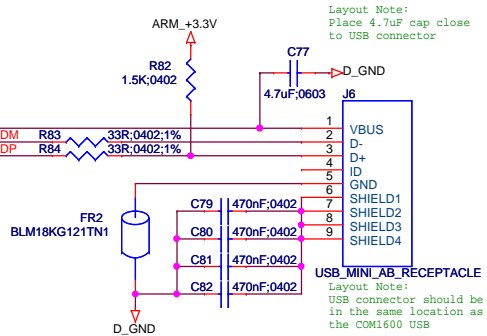 Layout Note:
Place 4.7uF cap close
to USB connector
ARM_+3.3V
R82
1.5K;0402
C77
4.7uF;0603
D_GND
J6
DM
R83
33R;0402;1%
DP
R84
33R;0402;1%
1
VBUS
2
D-
3
D+
4
ID
5
GND
6
SHIELD1
7
SHIELD2
8
SHIELD3
9
SHIELD4
FR2
BLM18KG121TN1
C79
470nF;0402
C80
470nF;0402
C81
470nF;0402
C82
470nF;0402
USB_MINI_AB_RECEPTACLE
Layout Note:
USB connector should be
in the same location as
the COM1600 USB
D_GND